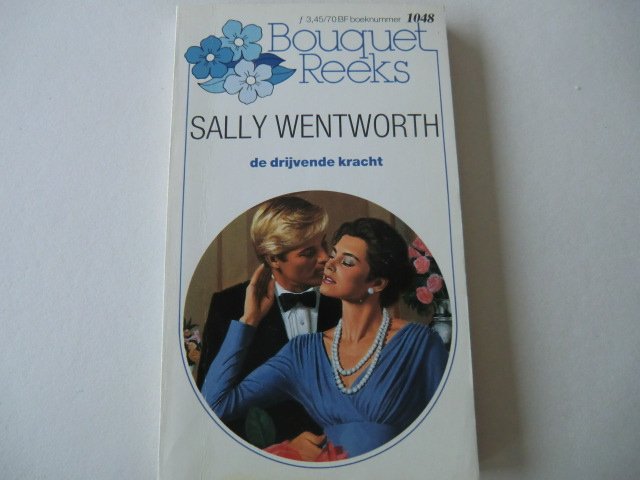 ƒ 3,45/70 BF boeknummer 1048
Bouquet
Reeks
SALLY WENTWORTH
de drijvende kracht